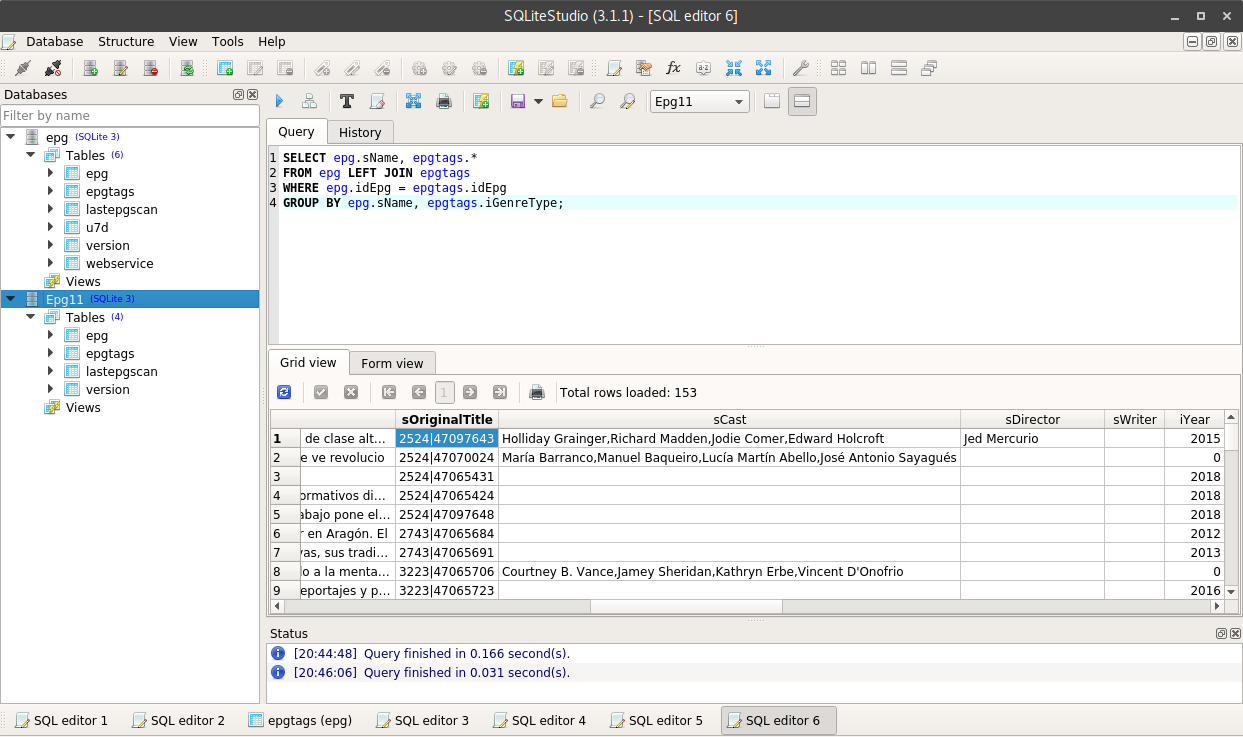 SQLiteStudio (3.1.1) - [SQL editor 6]
Database Structure View Tools Help
Databases
Filter by name
epg (SQLite 3)
Tables (6)
epg
epgtags
lastepgscan
u7d
version
webservice
Views
Epg11 (SQLite 3)
Tables (4)
epg
epgtags
lastepgscan
version
Views
Epg11
Query History
1 SELECT epg.sName, epgtags.*
2 FROM epg LEFT JOIN epgtags
3 WHERE epg.idEpg = epgtags.idEpg
4 GROUP BY epg.sName, epgtags.iGenreType;
Grid view Form view
1 Total rows loaded: 153
sOriginalTitle sCast sDirector sWriter iYear
1 de clase alt... 2524|47097643 Holliday Grainger,Richard Madden,Jodie Comer,Edward Holcroft Jed Mercurio 2015
2 e ve revolucio 2524|47070024 María Barranco,Manuel Baqueiro,Lucía Martín Abello,José Antonio Sayagués 0
3 2524|47065431 2018
4 ormativos di... 2524|47065424 2018
5 abajo pone el... 2524|47097648 2018
6 r en Aragón. El 2743|47065684 2012
7 vas, sus tradi... 2743|47065691 2013
8 lo a la menta... 3223|47065706 Courtney B. Vance,Jamey Sheridan,Kathryn Erbe,Vincent D'Onofrio 0
9 eportajes y p... 3223|47065723 2016
Status
[20:44:48] Query finished in 0.166 second(s).
[20:46:06] Query finished in 0.031 second(s).
SQL editor 1 SQL editor 2 epgtags (epg) SQL editor 3 SQL editor 4 SQL editor 5 SQL editor 6